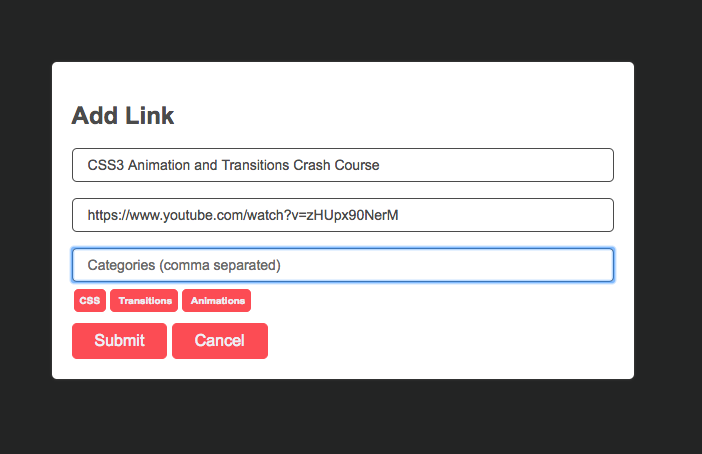 Add Link
CSS3 Animation and Transitions Crash Course
https://www.youtube.com/watch?v=zHUpx90NerM
Categories (comma separated)
CSS Transitions Animations
Submit Cancel